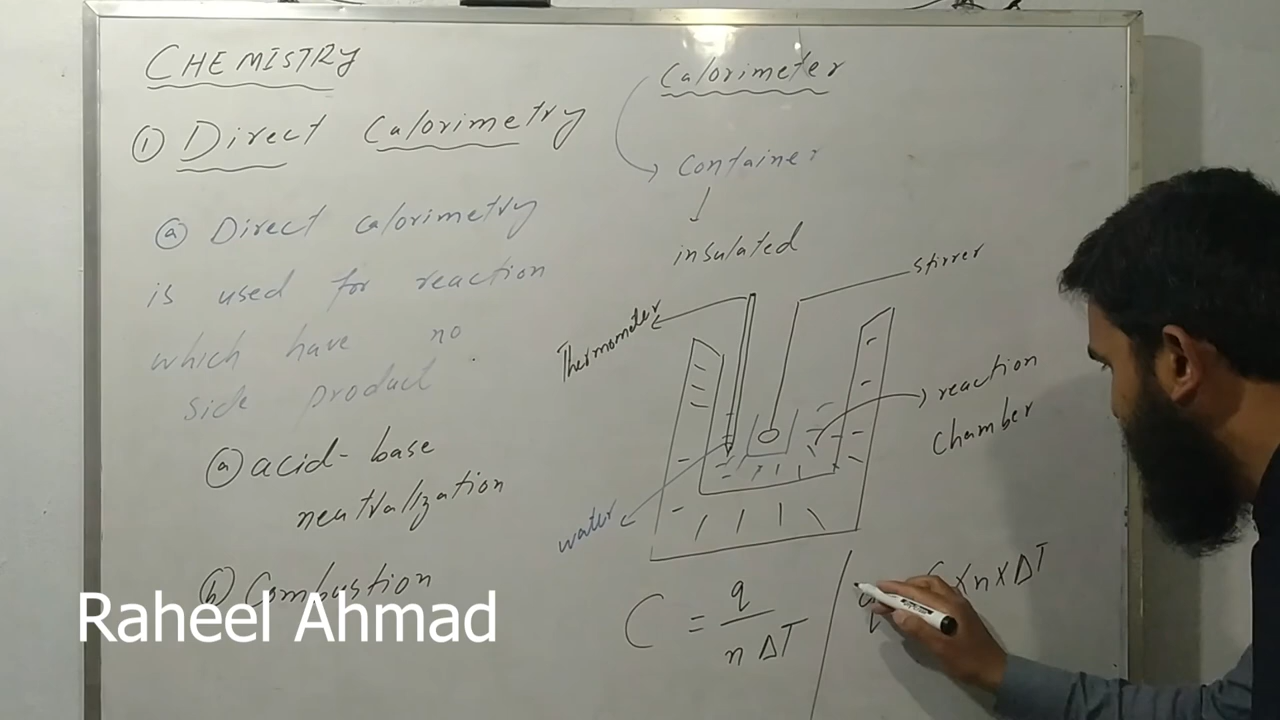 CHEMISTRY
① Direct Calorimetry
ⓐ Direct calorimetry
is used for reaction
which have no
side product
ⓐ acid-base
neutralization
ⓑ Combustion
Calorimeter
Container
insulated
stirrer
Thermometer
reaction
chamber
water
C = q / n ΔT
× n × ΔT
Raheel Ahmad